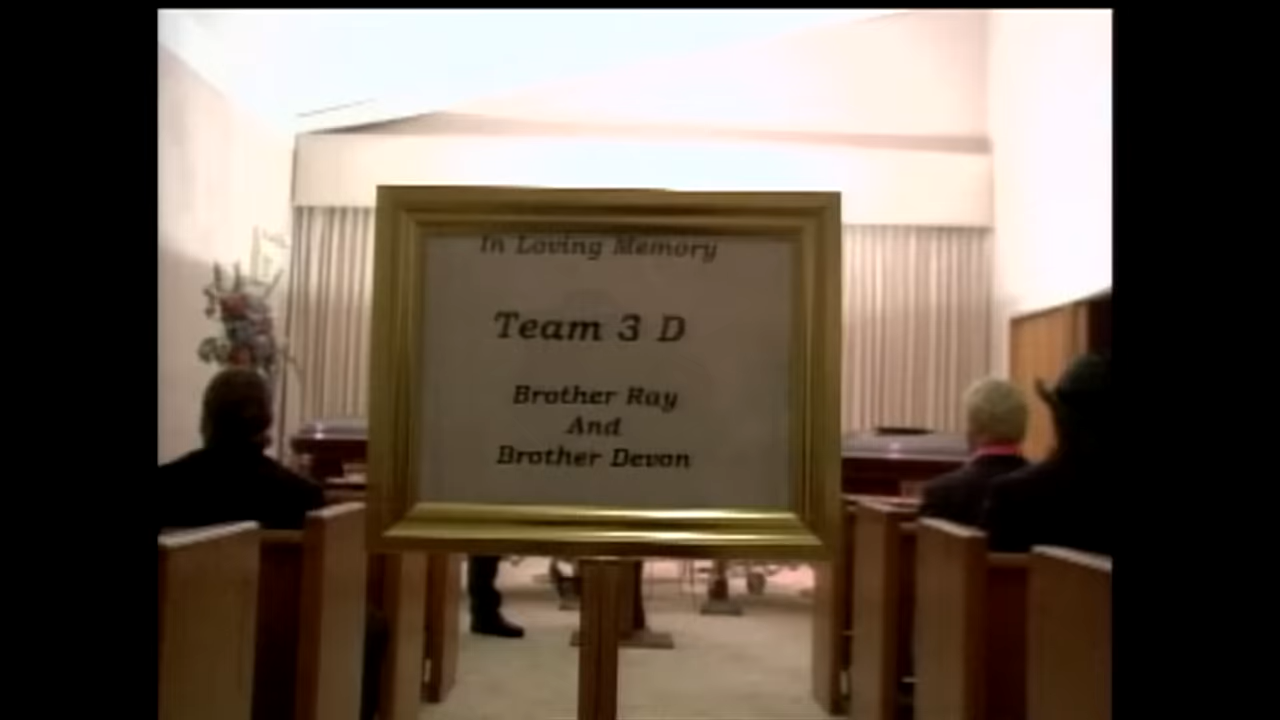 In Loving Memory
Team 3 D
Brother Ray
And
Brother Devon